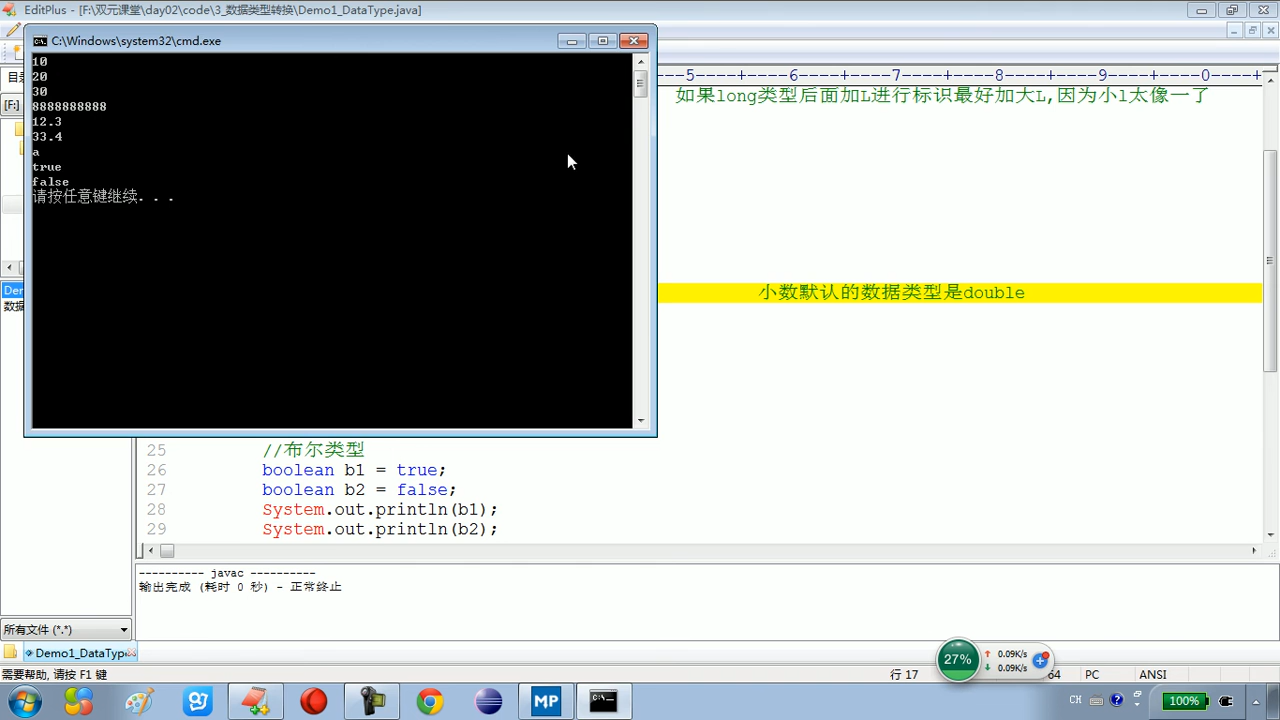 EditPlus - [F:\双元课堂\day02\code\3_数据类型转换\Demo1_DataType.java]
C:\Windows\system32\cmd.exe
10
20
30
8888888888
12.3
33.4
a
true
false
请按任意键继续. . .
[F:]
Dem
数据
----5----+----6----+----7----+----8----+----9----+----0----+
如果long类型后面加L进行标识最好加大L,因为小l太像一了
小数默认的数据类型是double
25 //布尔类型
26 boolean b1 = true;
27 boolean b2 = false;
28 System.out.println(b1);
29 System.out.println(b2);
---------- javac ----------
输出完成 (耗时 0 秒) - 正常终止
所有文件 (*.*)
Demo1_DataType
需要帮助, 请按 F1 键
行 17
64
PC
ANSI
27%
0.09K/s
0.09K/s
MP
CH
100%